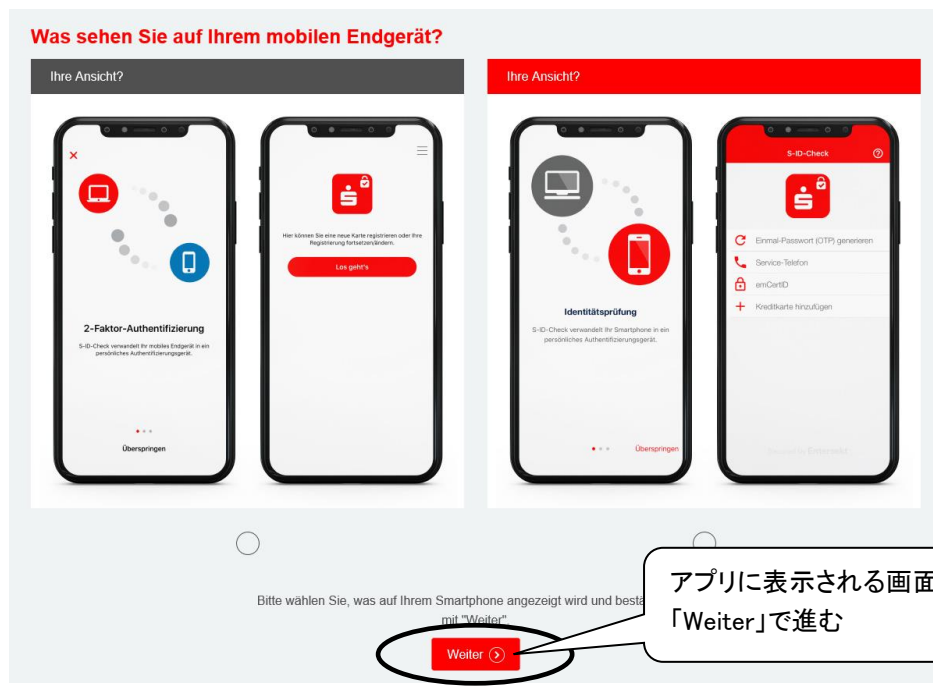 Was sehen Sie auf Ihrem mobilen Endgerät?
Ihre Ansicht?
2-Faktor-Authentifizierung
S-ID-Check verwandelt Ihr mobiles Endgerät in ein
persönliches Authentifizierungsgerät.
Überspringen
Hier können Sie eine neue Karte registrieren oder Ihre
Registrierung fortsetzen/ändern.
Los geht's
Ihre Ansicht?
Identitätsprüfung
S-ID-Check verwandelt Ihr Smartphone in ein
persönliches Authentifizierungsgerät.
Überspringen
S-ID-Check
Einmal-Passwort (OTP) generieren
Service-Telefon
emCertID
Kreditkarte hinzufügen
Bitte wählen Sie, was auf Ihrem Smartphone angezeigt wird und bestä
mit "Weiter".
Weiter
アプリに表示される画面
「Weiter」で進む